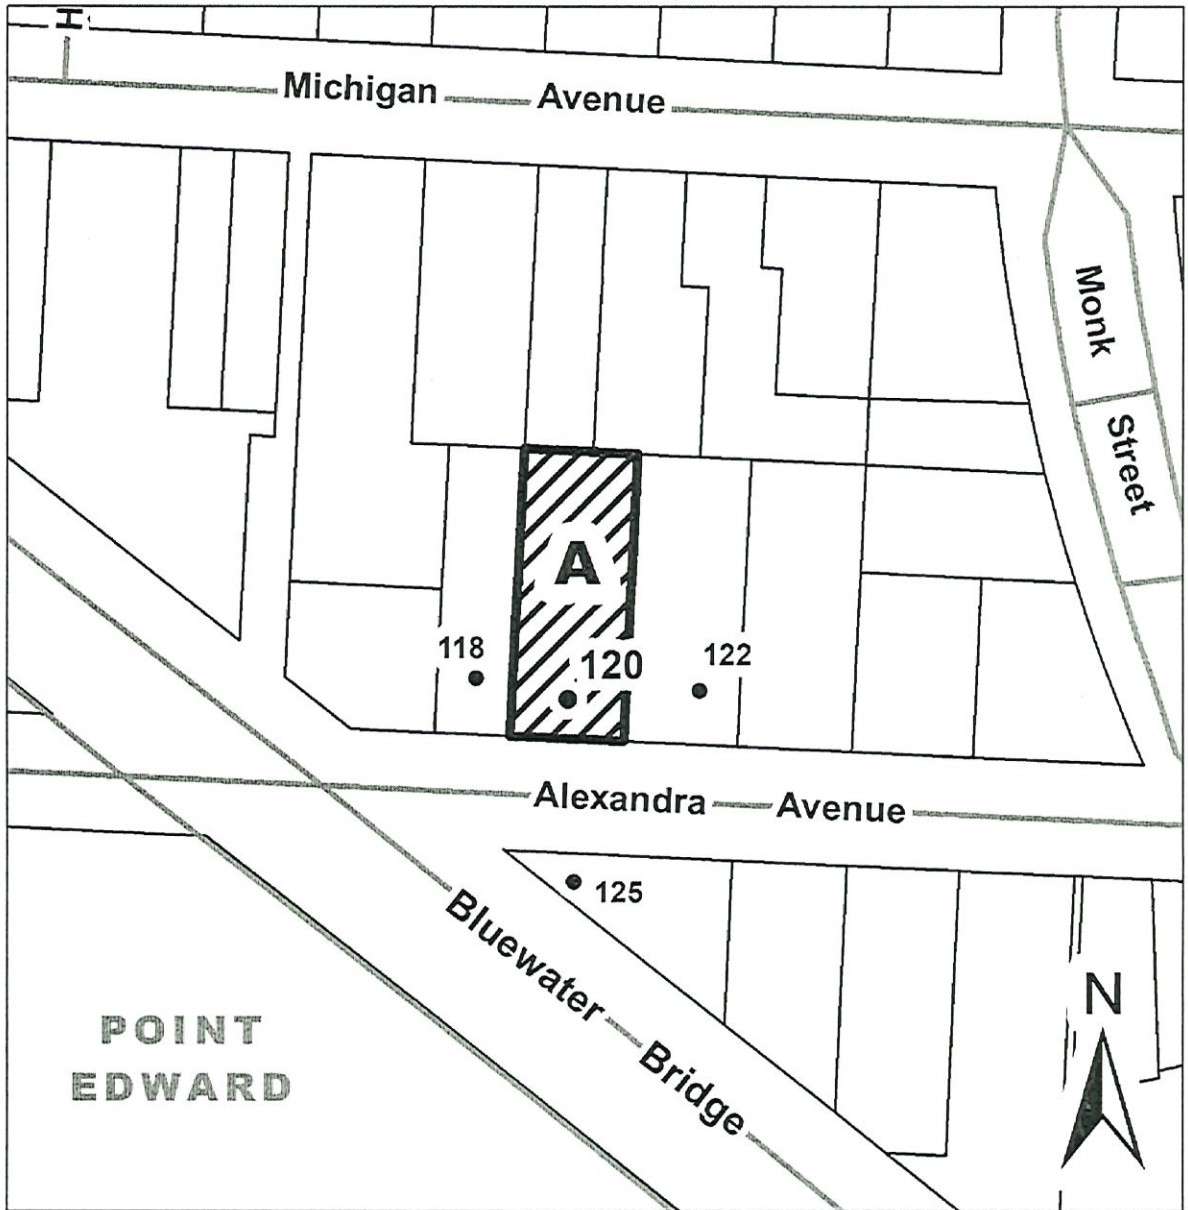 H
Michigan Avenue
Monk
Street
A
118
120
122
Alexandra Avenue
125
Bluewater Bridge
POINT
EDWARD
N